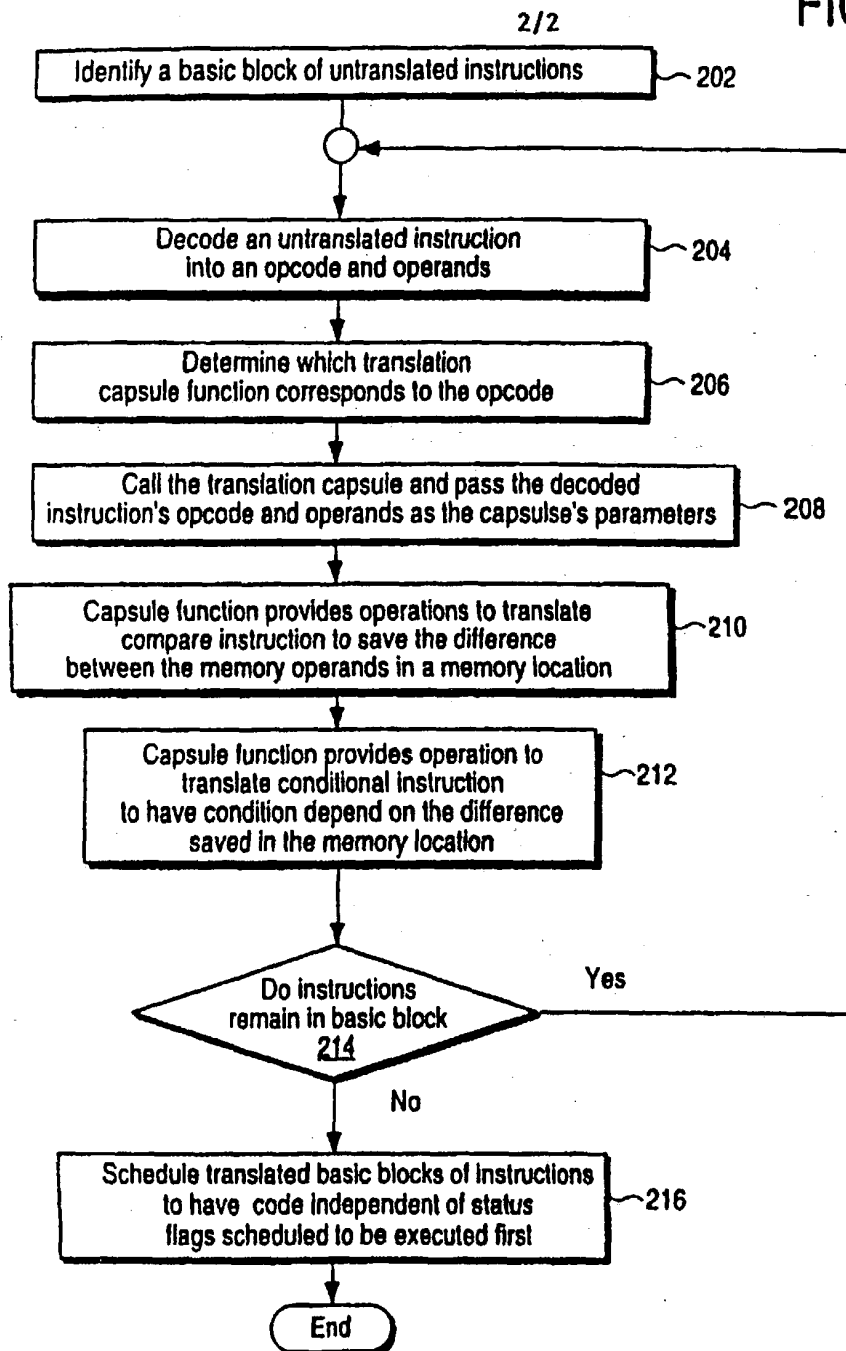 2/2
FIG
Identify a basic block of untranslated instructions
202
Decode an untranslated instruction
into an opcode and operands
204
Determine which translation
capsule function corresponds to the opcode
206
Call the translation capsule and pass the decoded
instruction's opcode and operands as the capsulse's parameters
208
Capsule function provides operations to translate
compare instruction to save the difference
between the memory operands in a memory location
210
Capsule function provides operation to
translate conditional instruction
to have condition depend on the difference
saved in the memory location
212
Do instructions
remain in basic block
214
Yes
No
Schedule translated basic blocks of instructions
to have code independent of status
flags scheduled to be executed first
216
End